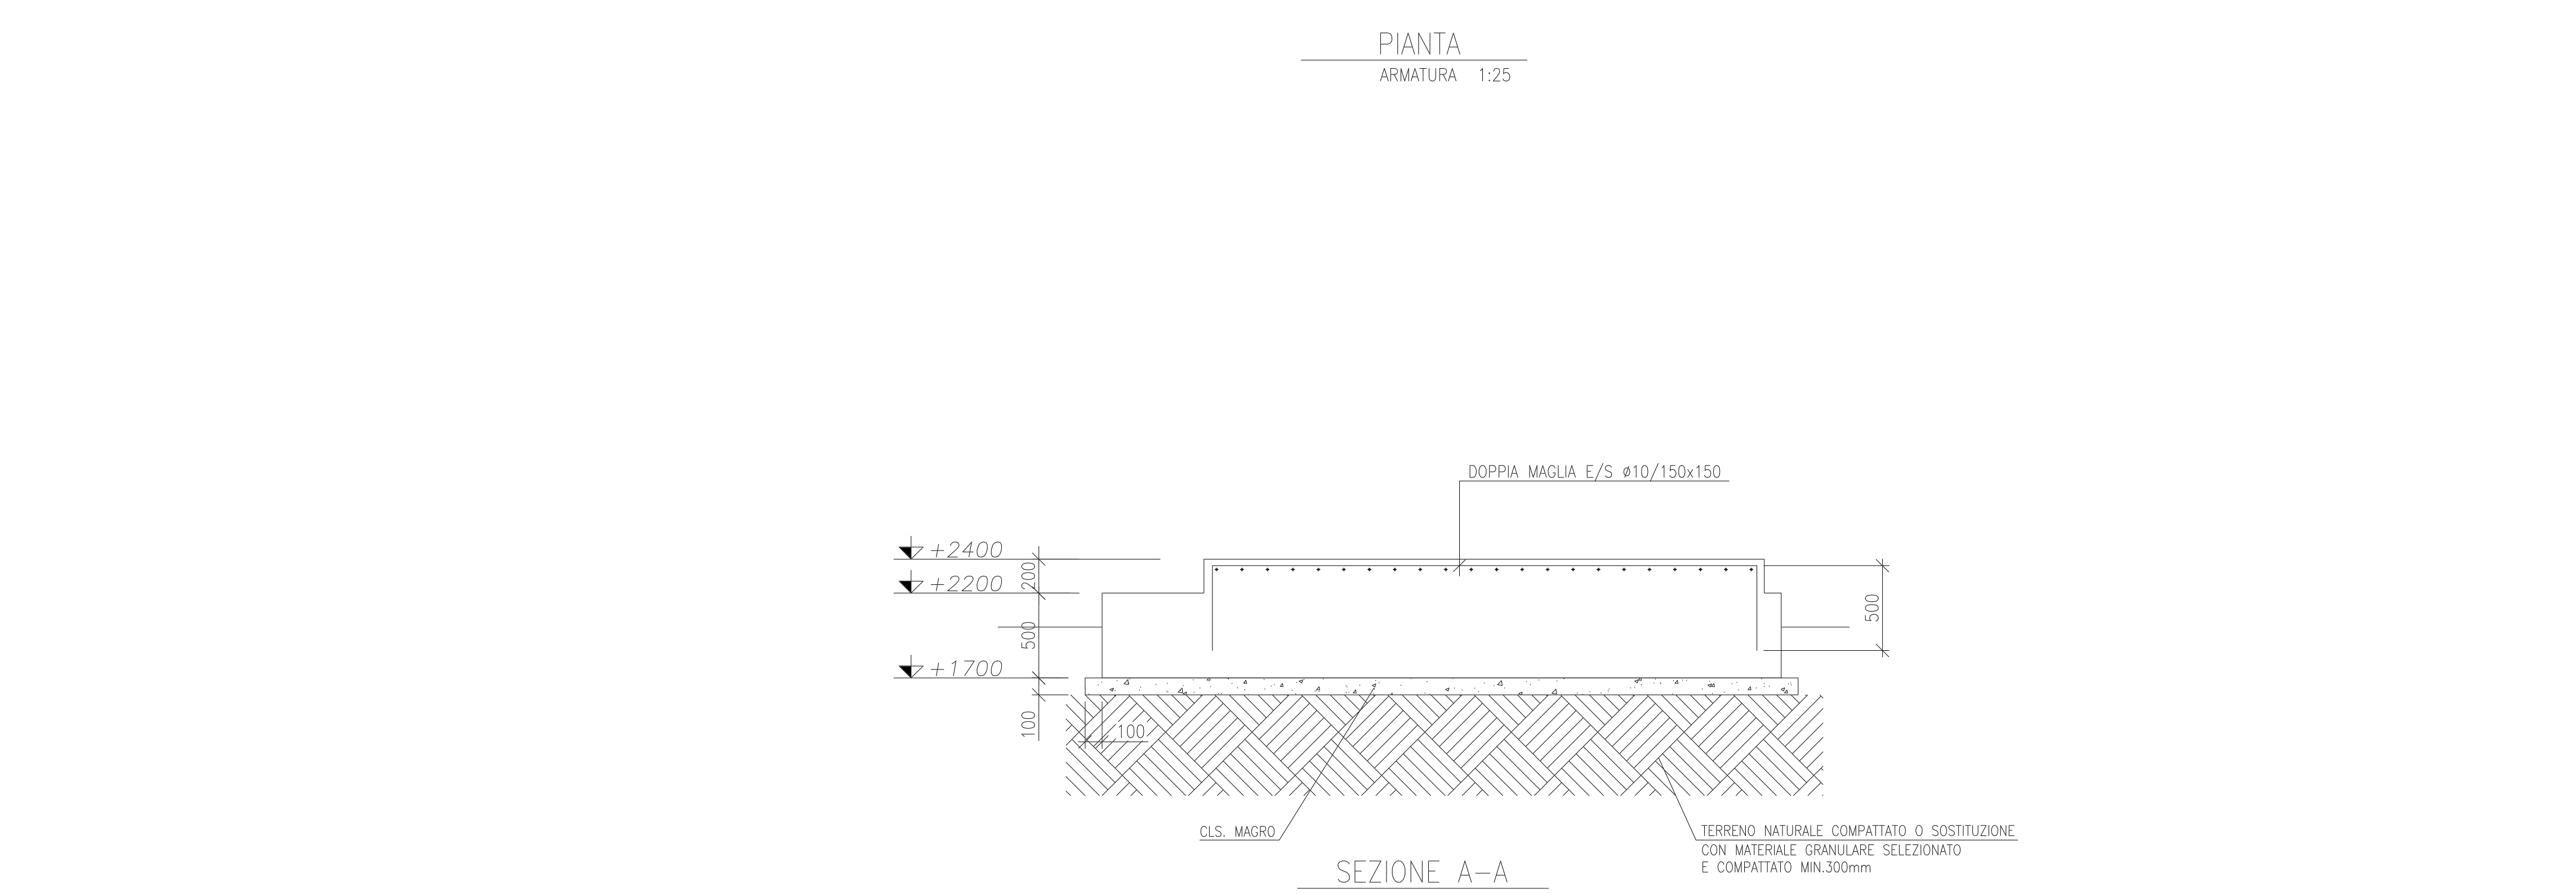 PIANTA
ARMATURA 1:25
DOPPIA MAGLIA E/S ø10/150x150
+2400
200
+2200
500
500
+1700
100
100
CLS. MAGRO
TERRENO NATURALE COMPATTATO O SOSTITUZIONE
CON MATERIALE GRANULARE SELEZIONATO
E COMPATTATO MIN.300mm
SEZIONE A-A